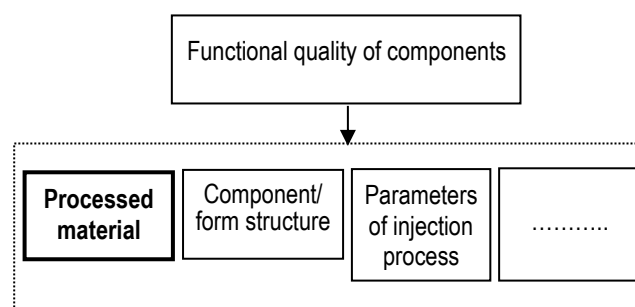 Functional quality of components
Processed
material
Component/
form structure
Parameters
of injection
process
………..